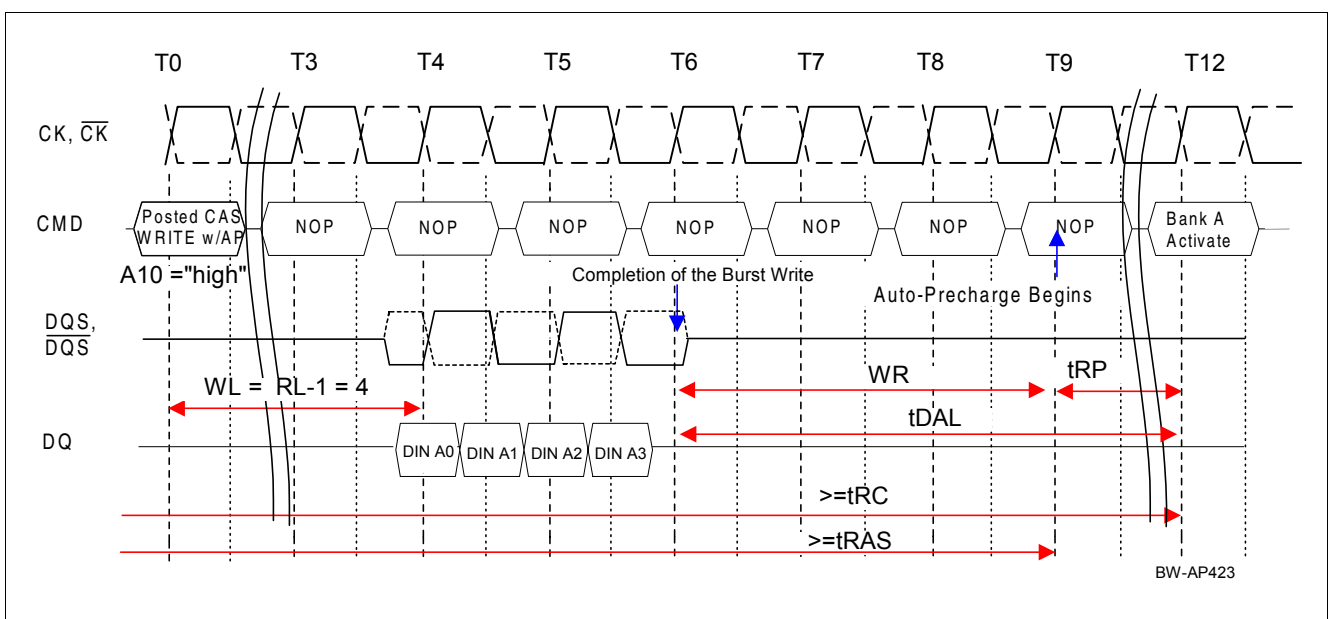 T0 T3 T4 T5 T6 T7 T8 T9 T12
CK, CK
CMD
Posted CAS
WRITE w/AP
NOP NOP NOP NOP NOP NOP NOP
Bank A
Activate
A10 ="high"
Completion of the Burst Write
Auto-Precharge Begins
DQS,
DQS
WL = RL-1 = 4
WR
tRP
tDAL
DQ
DIN A0 DIN A1 DIN A2 DIN A3
>=tRC
>=tRAS
BW-AP423